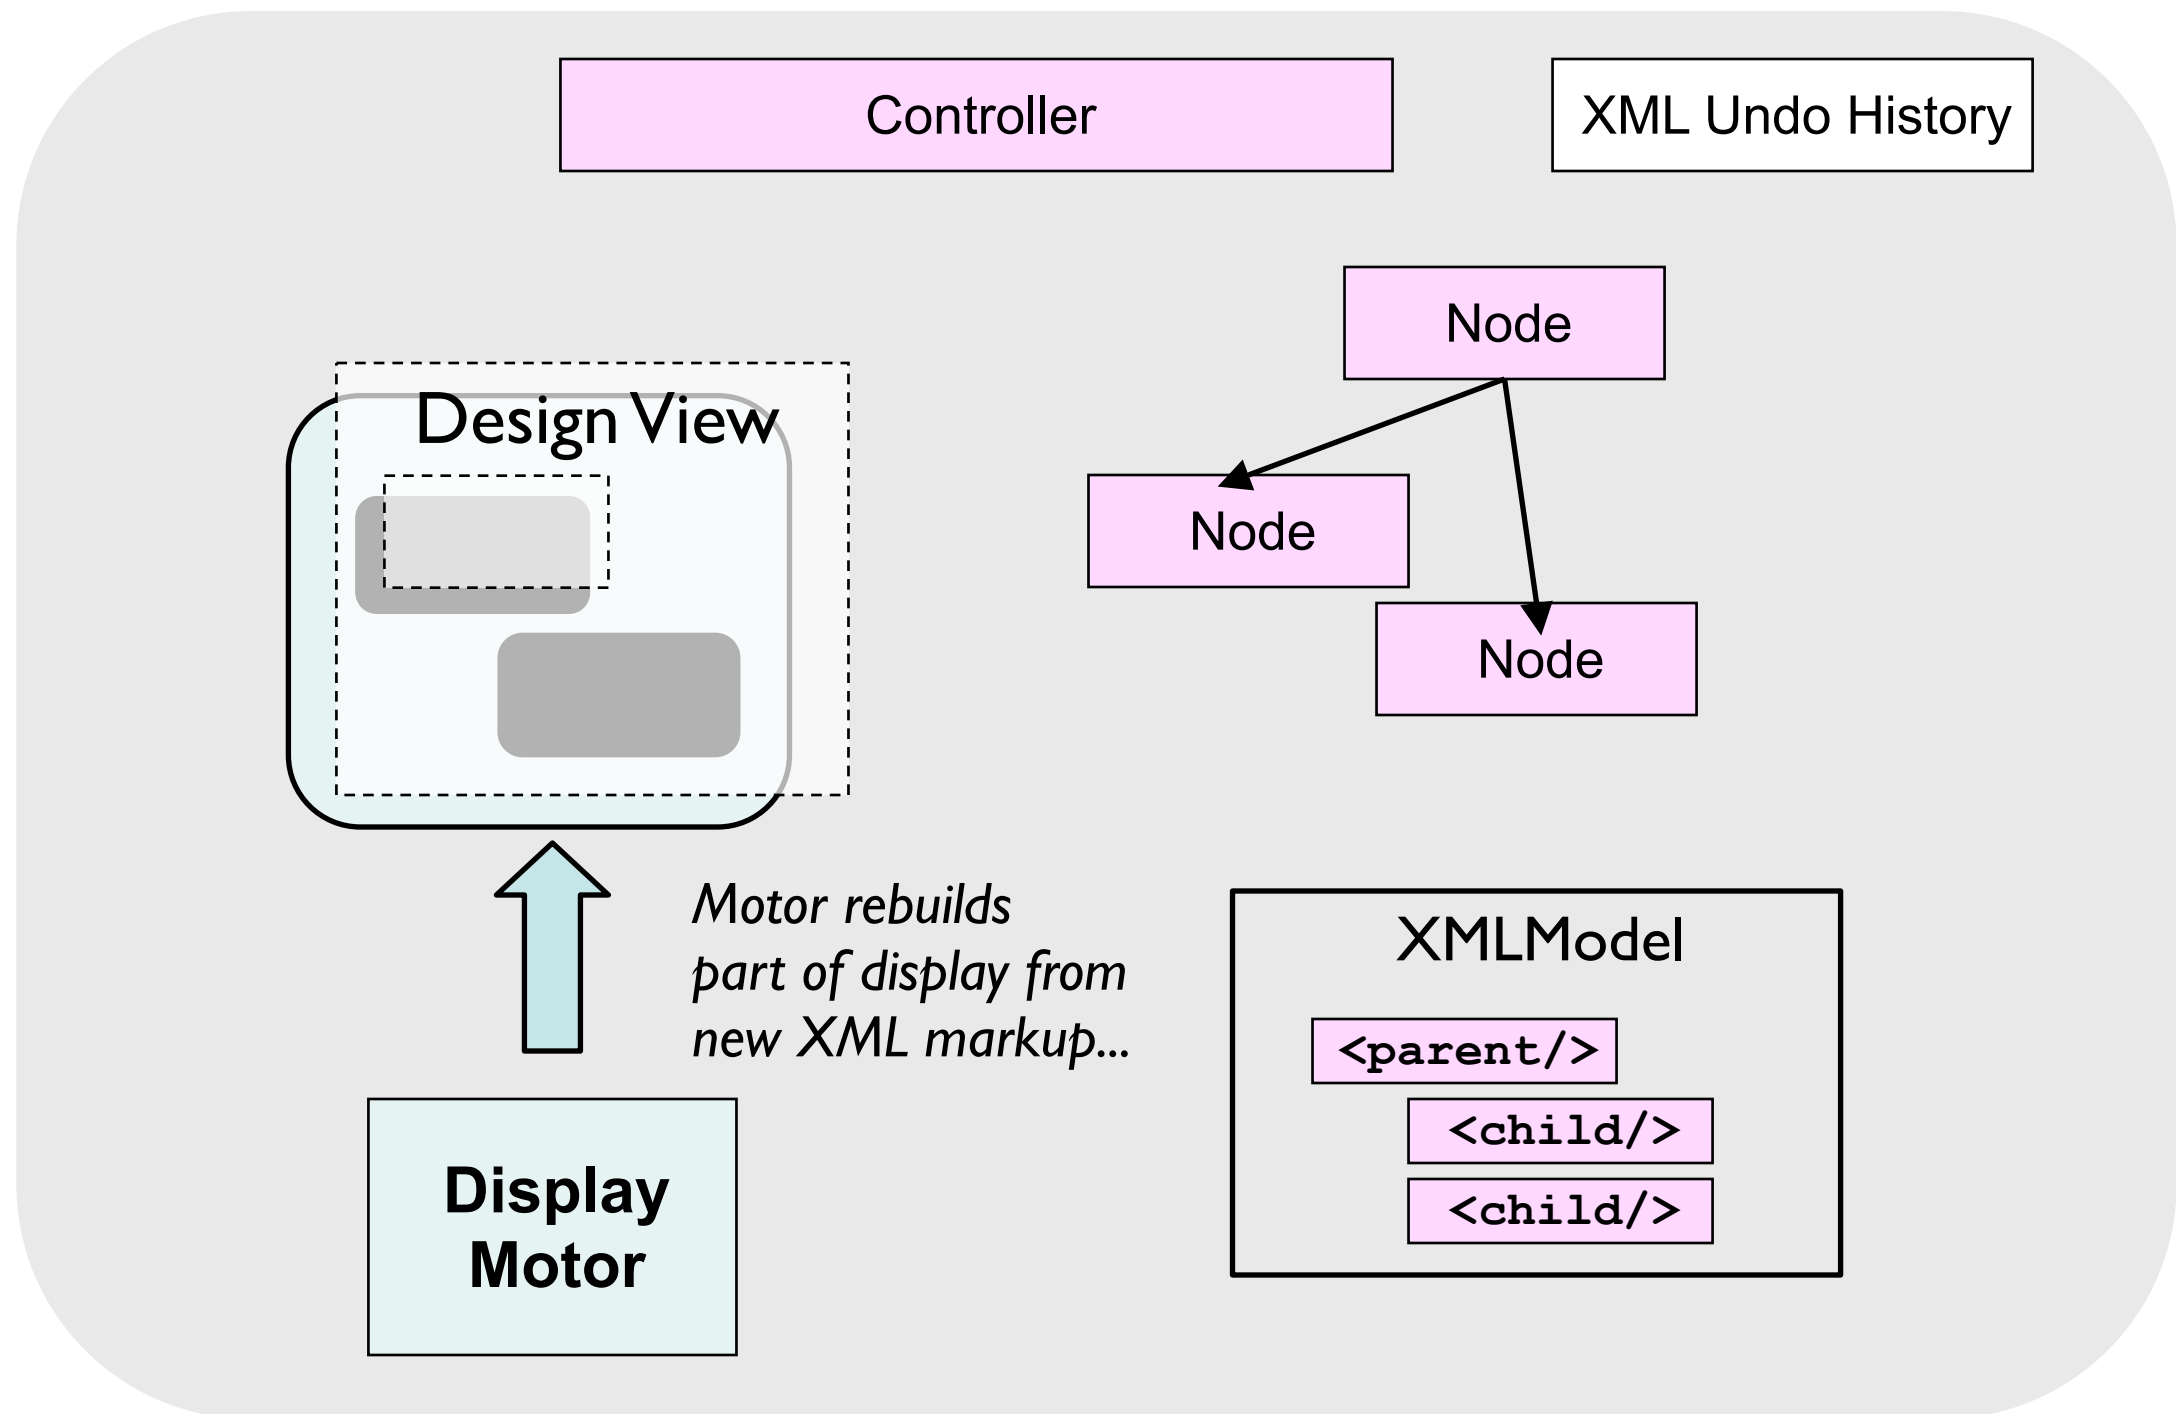 Controller
XML Undo History
Node
Design View
Node
Node
Motor rebuilds
part of display from
new XML markup...
XMLModel
<parent/>
<child/>
<child/>
Display
Motor